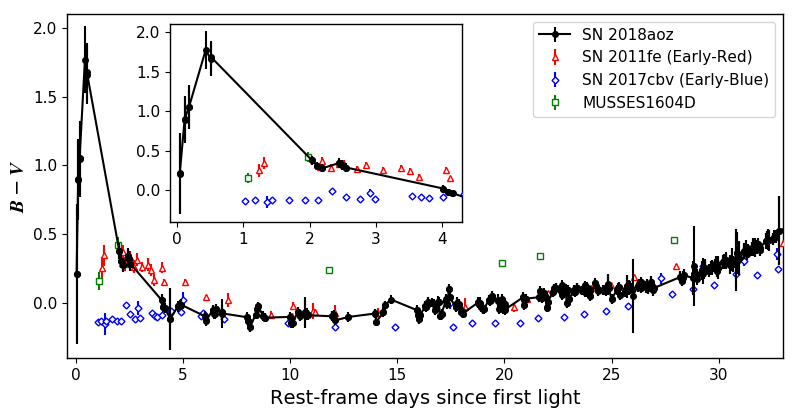 2.0
1.5
1.0
0.5
0.0
B − V
2.0
1.5
1.0
0.5
0.0
0 1 2 3 4
SN 2018aoz
SN 2011fe (Early-Red)
SN 2017cbv (Early-Blue)
MUSSES1604D
0 5 10 15 20 25 30
Rest-frame days since first light